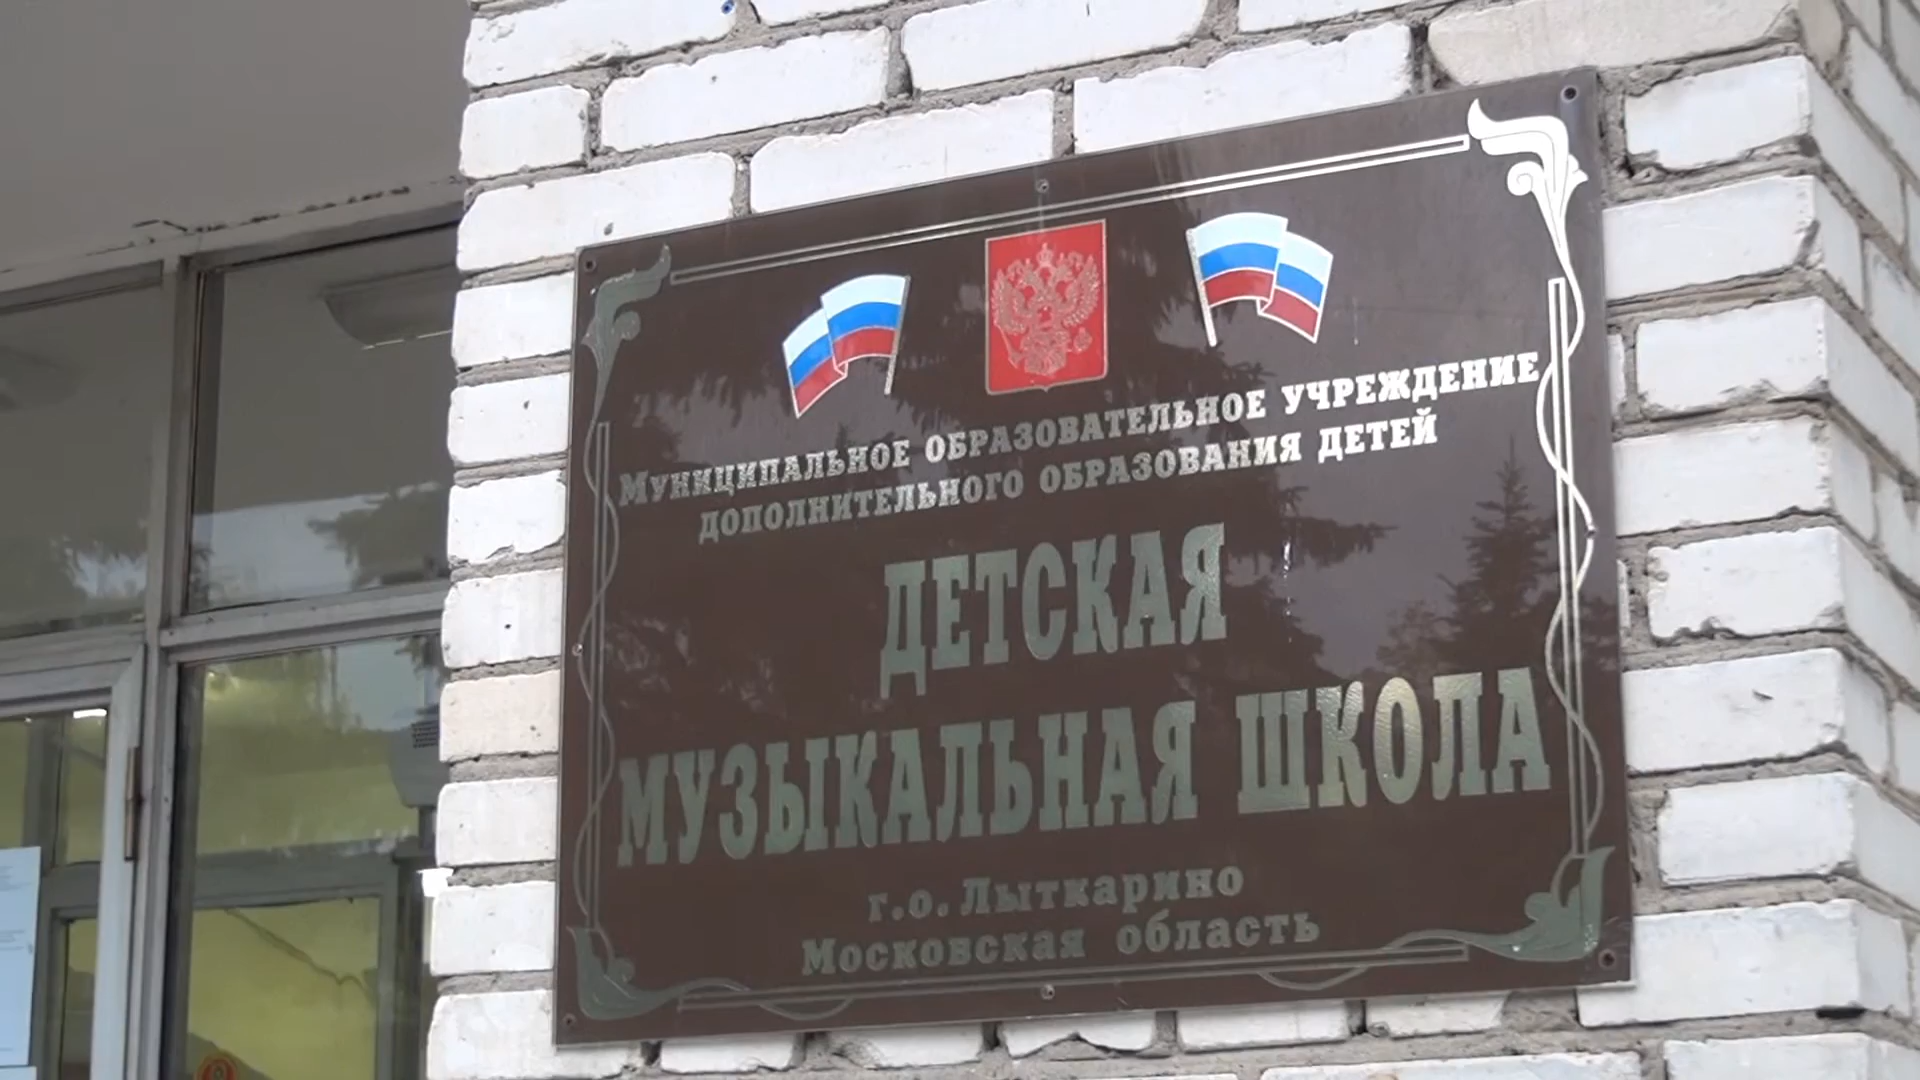 Муниципальное образовательное учреждение
дополнительного образования детей
ДЕТСКАЯ
МУЗЫКАЛЬНАЯ ШКОЛА
г.о. Лыткарино
Московская область